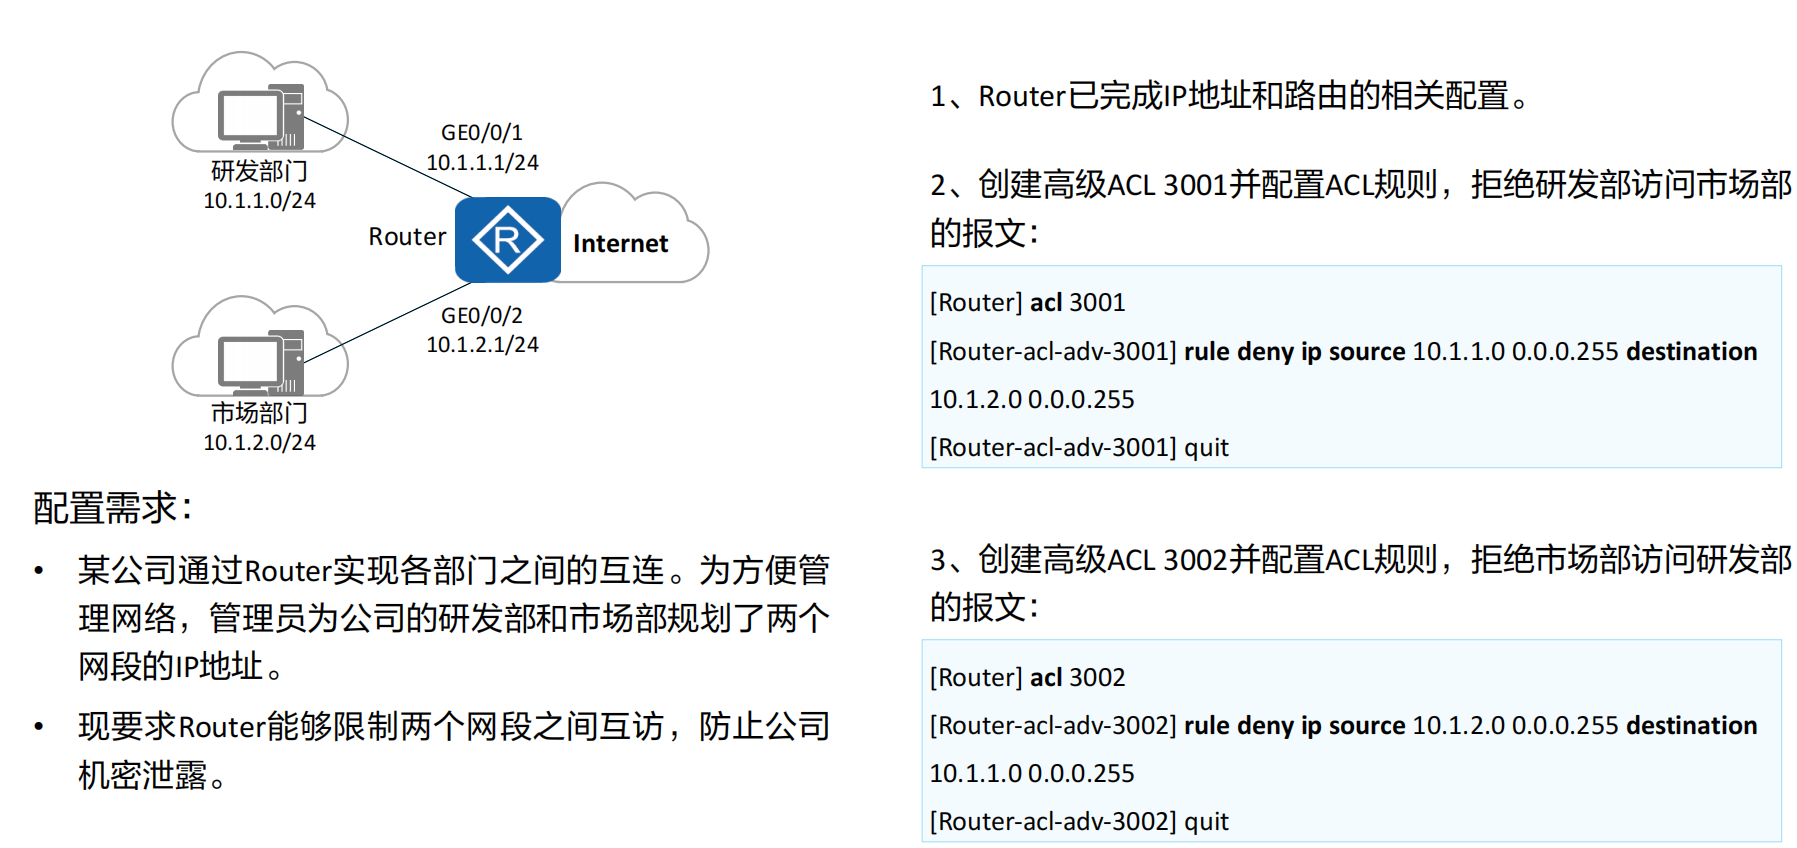 GE0/0/1
10.1.1.1/24
研发部门
10.1.1.0/24
Router
R
Internet
GE0/0/2
10.1.2.1/24
市场部门
10.1.2.0/24
配置需求：
• 某公司通过Router实现各部门之间的互连。为方便管
理网络，管理员为公司的研发部和市场部规划了两个
网段的IP地址。
• 现要求Router能够限制两个网段之间互访，防止公司
机密泄露。
1、Router已完成IP地址和路由的相关配置。
2、创建高级ACL 3001并配置ACL规则，拒绝研发部访问市场部
的报文：
[Router] acl 3001
[Router-acl-adv-3001] rule deny ip source 10.1.1.0 0.0.0.255 destination
10.1.2.0 0.0.0.255
[Router-acl-adv-3001] quit
3、创建高级ACL 3002并配置ACL规则，拒绝市场部访问研发部
的报文：
[Router] acl 3002
[Router-acl-adv-3002] rule deny ip source 10.1.2.0 0.0.0.255 destination
10.1.1.0 0.0.0.255
[Router-acl-adv-3002] quit